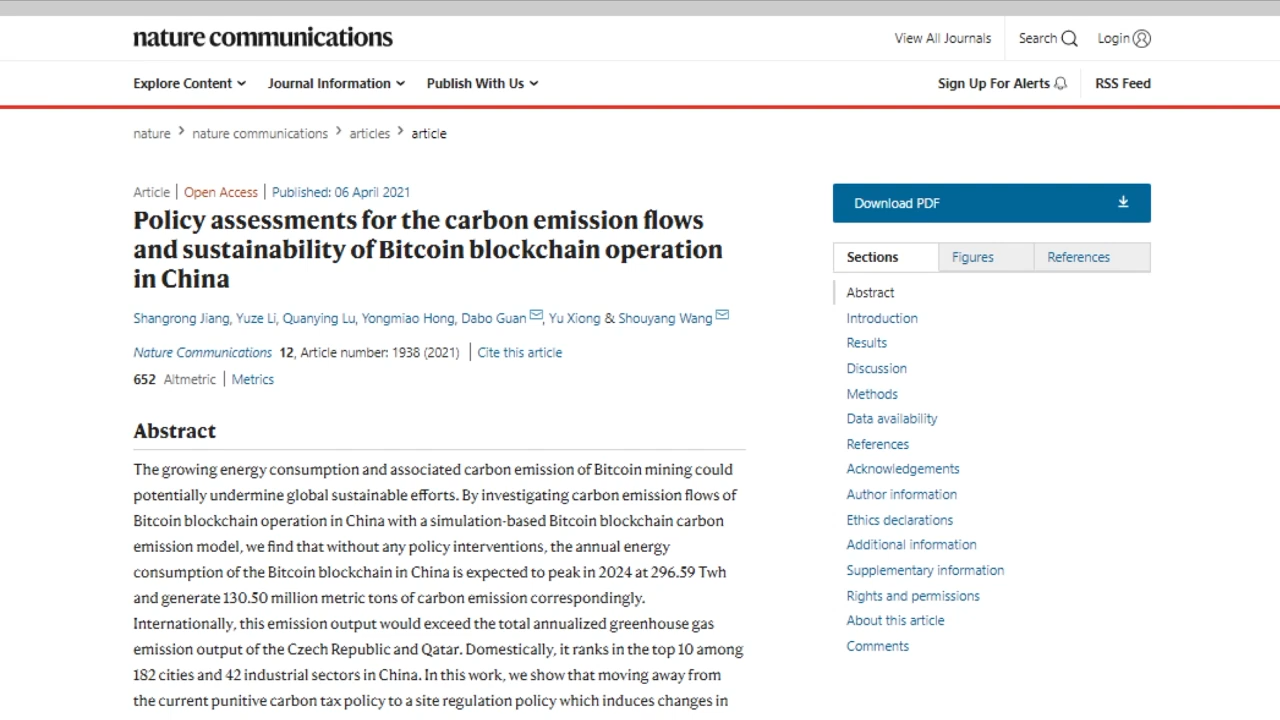 nature communications
View All Journals
Search
Login
Explore Content
Journal Information
Publish With Us
Sign Up For Alerts
RSS Feed
nature > nature communications > articles > article
Article | Open Access | Published: 06 April 2021
Policy assessments for the carbon emission flows
and sustainability of Bitcoin blockchain operation
in China
Shangrong Jiang, Yuze Li, Quanying Lu, Yongmiao Hong, Dabo Guan, Yu Xiong & Shouyang Wang
Nature Communications 12, Article number: 1938 (2021) | Cite this article
652 Altmetric | Metrics
Abstract
The growing energy consumption and associated carbon emission of Bitcoin mining could
potentially undermine global sustainable efforts. By investigating carbon emission flows of
Bitcoin blockchain operation in China with a simulation-based Bitcoin blockchain carbon
emission model, we find that without any policy interventions, the annual energy
consumption of the Bitcoin blockchain in China is expected to peak in 2024 at 296.59 Twh
and generate 130.50 million metric tons of carbon emission correspondingly.
Internationally, this emission output would exceed the total annualized greenhouse gas
emission output of the Czech Republic and Qatar. Domestically, it ranks in the top 10 among
182 cities and 42 industrial sectors in China. In this work, we show that moving away from
the current punitive carbon tax policy to a site regulation policy which induces changes in
Download PDF
Sections
Figures
References
Abstract
Introduction
Results
Discussion
Methods
Data availability
References
Acknowledgements
Author information
Ethics declarations
Additional information
Supplementary information
Rights and permissions
About this article
Comments